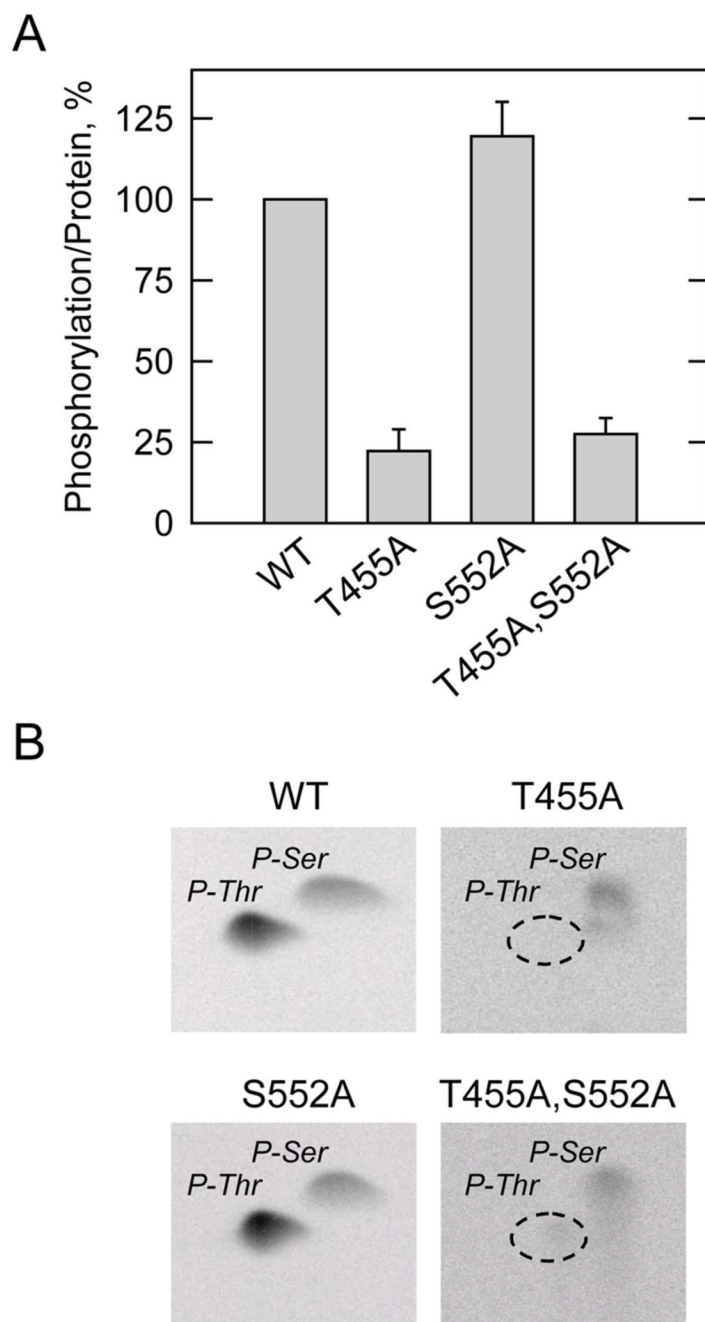 A
Phosphorylation/Protein, %
125
100
75
50
25
0
WT
T455A
S552A
T455A,S552A
B
WT
T455A
P-Ser
P-Thr
P-Ser
P-Thr
S552A
T455A,S552A
P-Ser
P-Thr
P-Ser
P-Thr